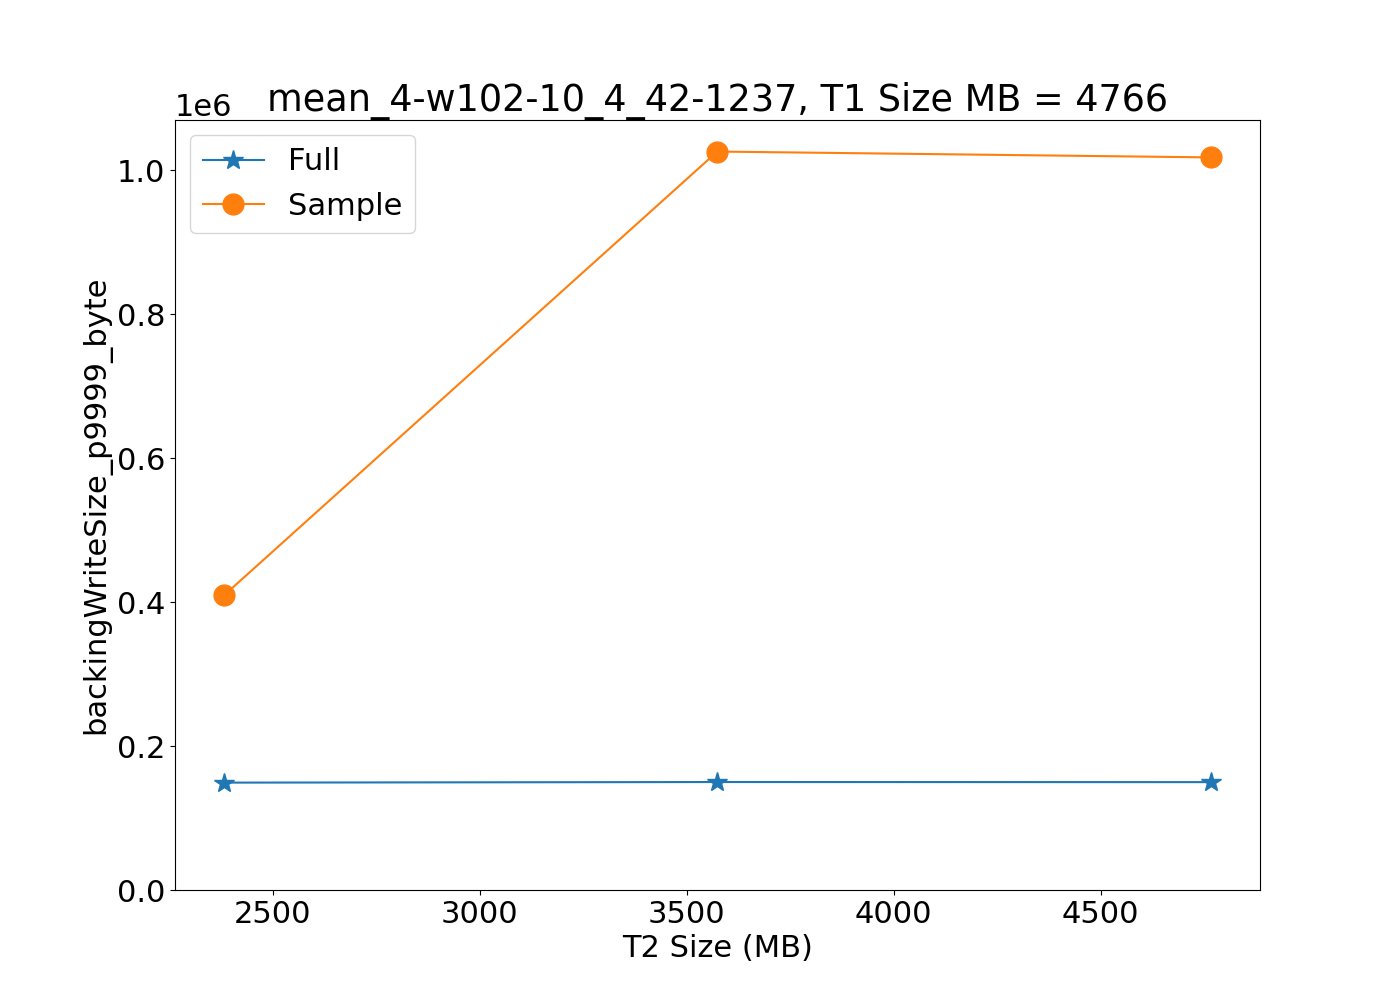 mean_4-w102-10_4_42-1237, T1 Size MB = 4766
1e6
Full
Sample
1.0
0.8
0.6
0.4
0.2
0.0
backingWriteSize_p9999_byte
2500 3000 3500 4000 4500
T2 Size (MB)